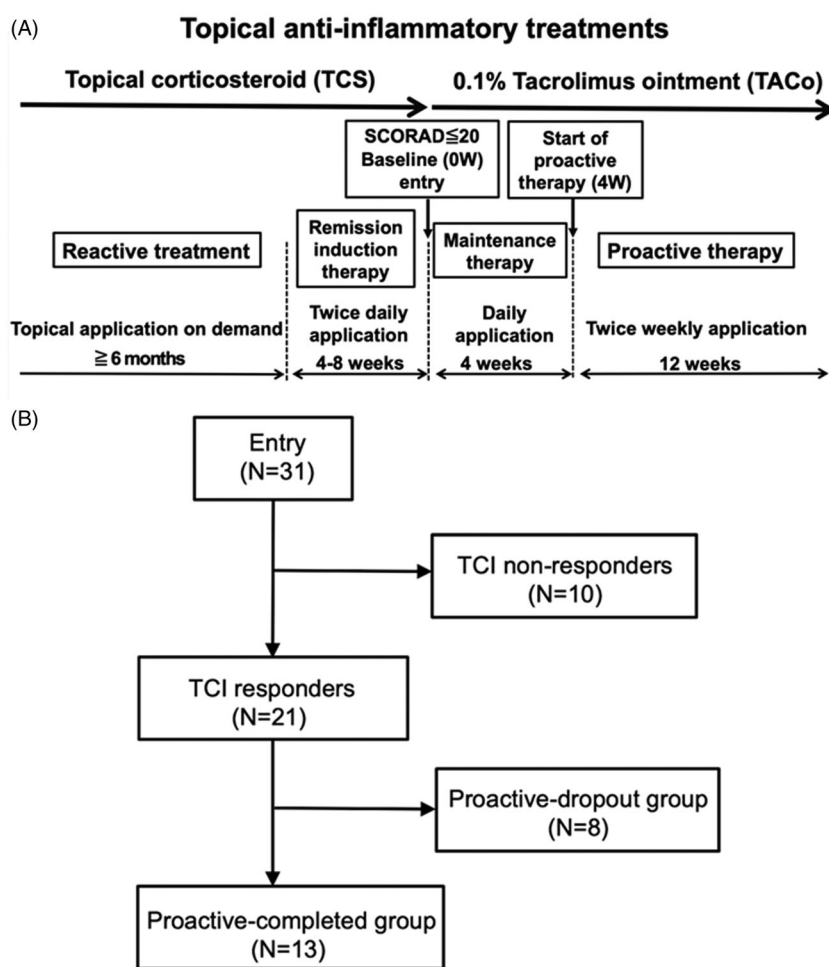 (A)
Topical anti-inflammatory treatments
Topical corticosteroid (TCS)
0.1% Tacrolimus ointment (TACo)
SCORAD≦20
Baseline (0W)
entry
Start of
proactive
therapy (4W)
Reactive treatment
Remission
induction
therapy
Maintenance
therapy
Proactive therapy
Topical application on demand
≧6 months
Twice daily
application
4-8 weeks
Daily
application
4 weeks
Twice weekly application
12 weeks
(B)
Entry
(N=31)
TCI non-responders
(N=10)
TCI responders
(N=21)
Proactive-dropout group
(N=8)
Proactive-completed group
(N=13)